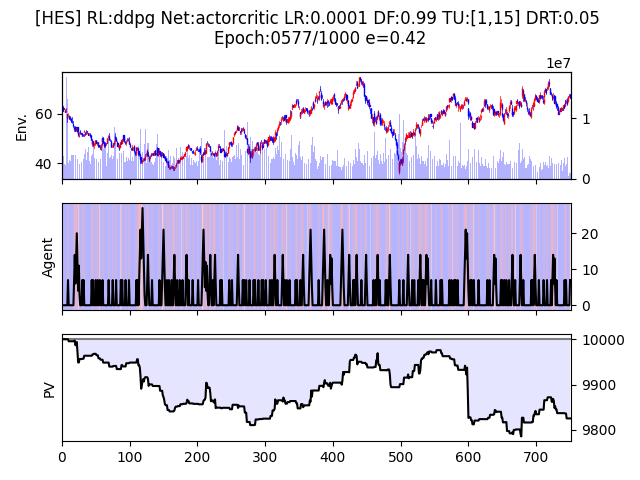 [HES] RL:ddpg Net:actorcritic LR:0.0001 DF:0.99 TU:[1,15] DRT:0.05
Epoch:0577/1000 e=0.42
1e7
Env.
60
40
1
0
Agent
20
10
0
PV
10000
9900
9800
0 100 200 300 400 500 600 700